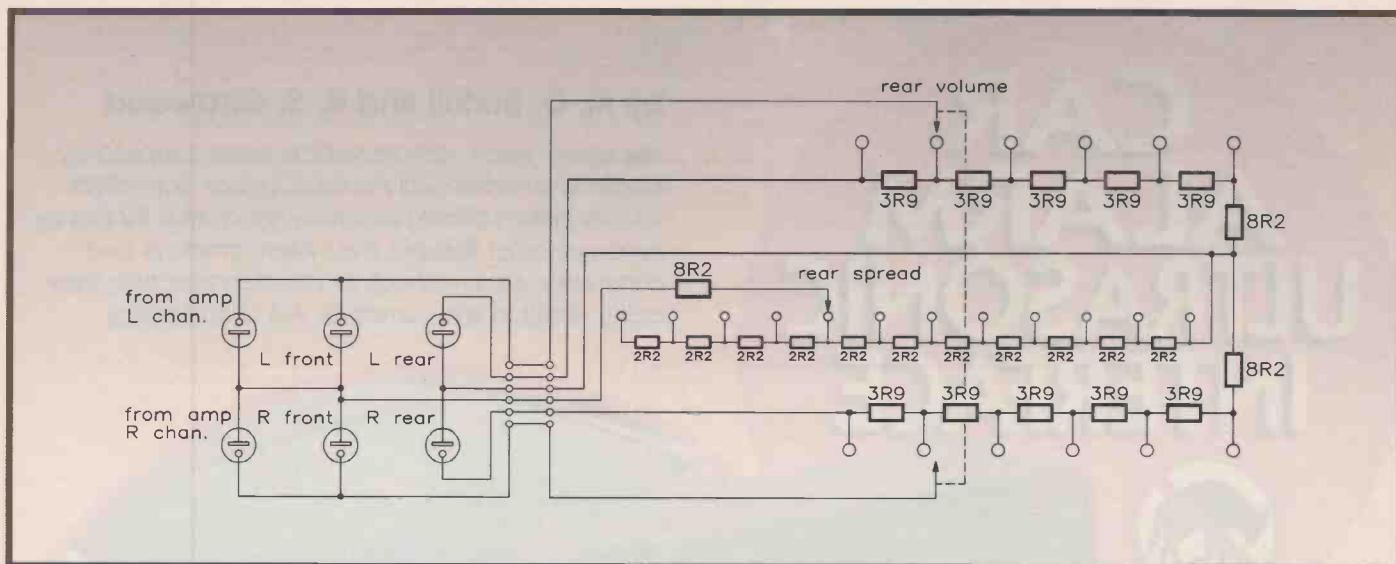 rear volume
3R9 3R9 3R9 3R9 3R9
8R2
8R2
rear spread
from amp
L chan.
L front
L rear
2R2 2R2 2R2 2R2 2R2 2R2 2R2 2R2 2R2 2R2 2R2
8R2
3R9 3R9 3R9 3R9 3R9
from amp
R chan.
R front
R rear